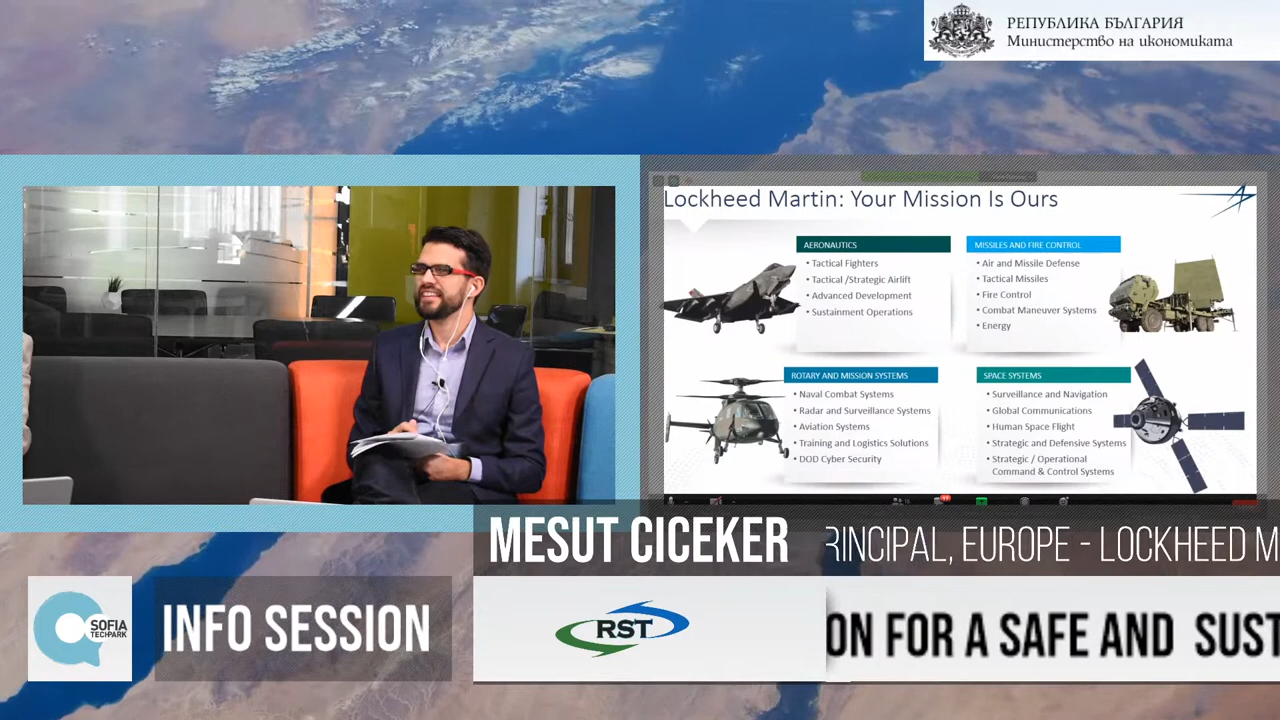 РЕПУБЛИКА БЪЛГАРИЯ
Министерство на икономиката
Lockheed Martin: Your Mission Is Ours
AERONAUTICS
• Tactical Fighters
• Tactical /Strategic Airlift
• Advanced Development
• Sustainment Operations
MISSILES AND FIRE CONTROL
• Air and Missile Defense
• Tactical Missiles
• Fire Control
• Combat Maneuver Systems
• Energy
ROTARY AND MISSION SYSTEMS
• Naval Combat Systems
• Radar and Surveillance Systems
• Aviation Systems
• Training and Logistics Solutions
• DOD Cyber Security
SPACE SYSTEMS
• Surveillance and Navigation
• Global Communications
• Human Space Flight
• Strategic and Defensive Systems
• Strategic / Operational
Command & Control Systems
MESUT CICEKER
RINCIPAL, EUROPE - LOCKHEED M
SOFIA
TECHPARK
INFO SESSION
RST
ON FOR A SAFE AND SUST